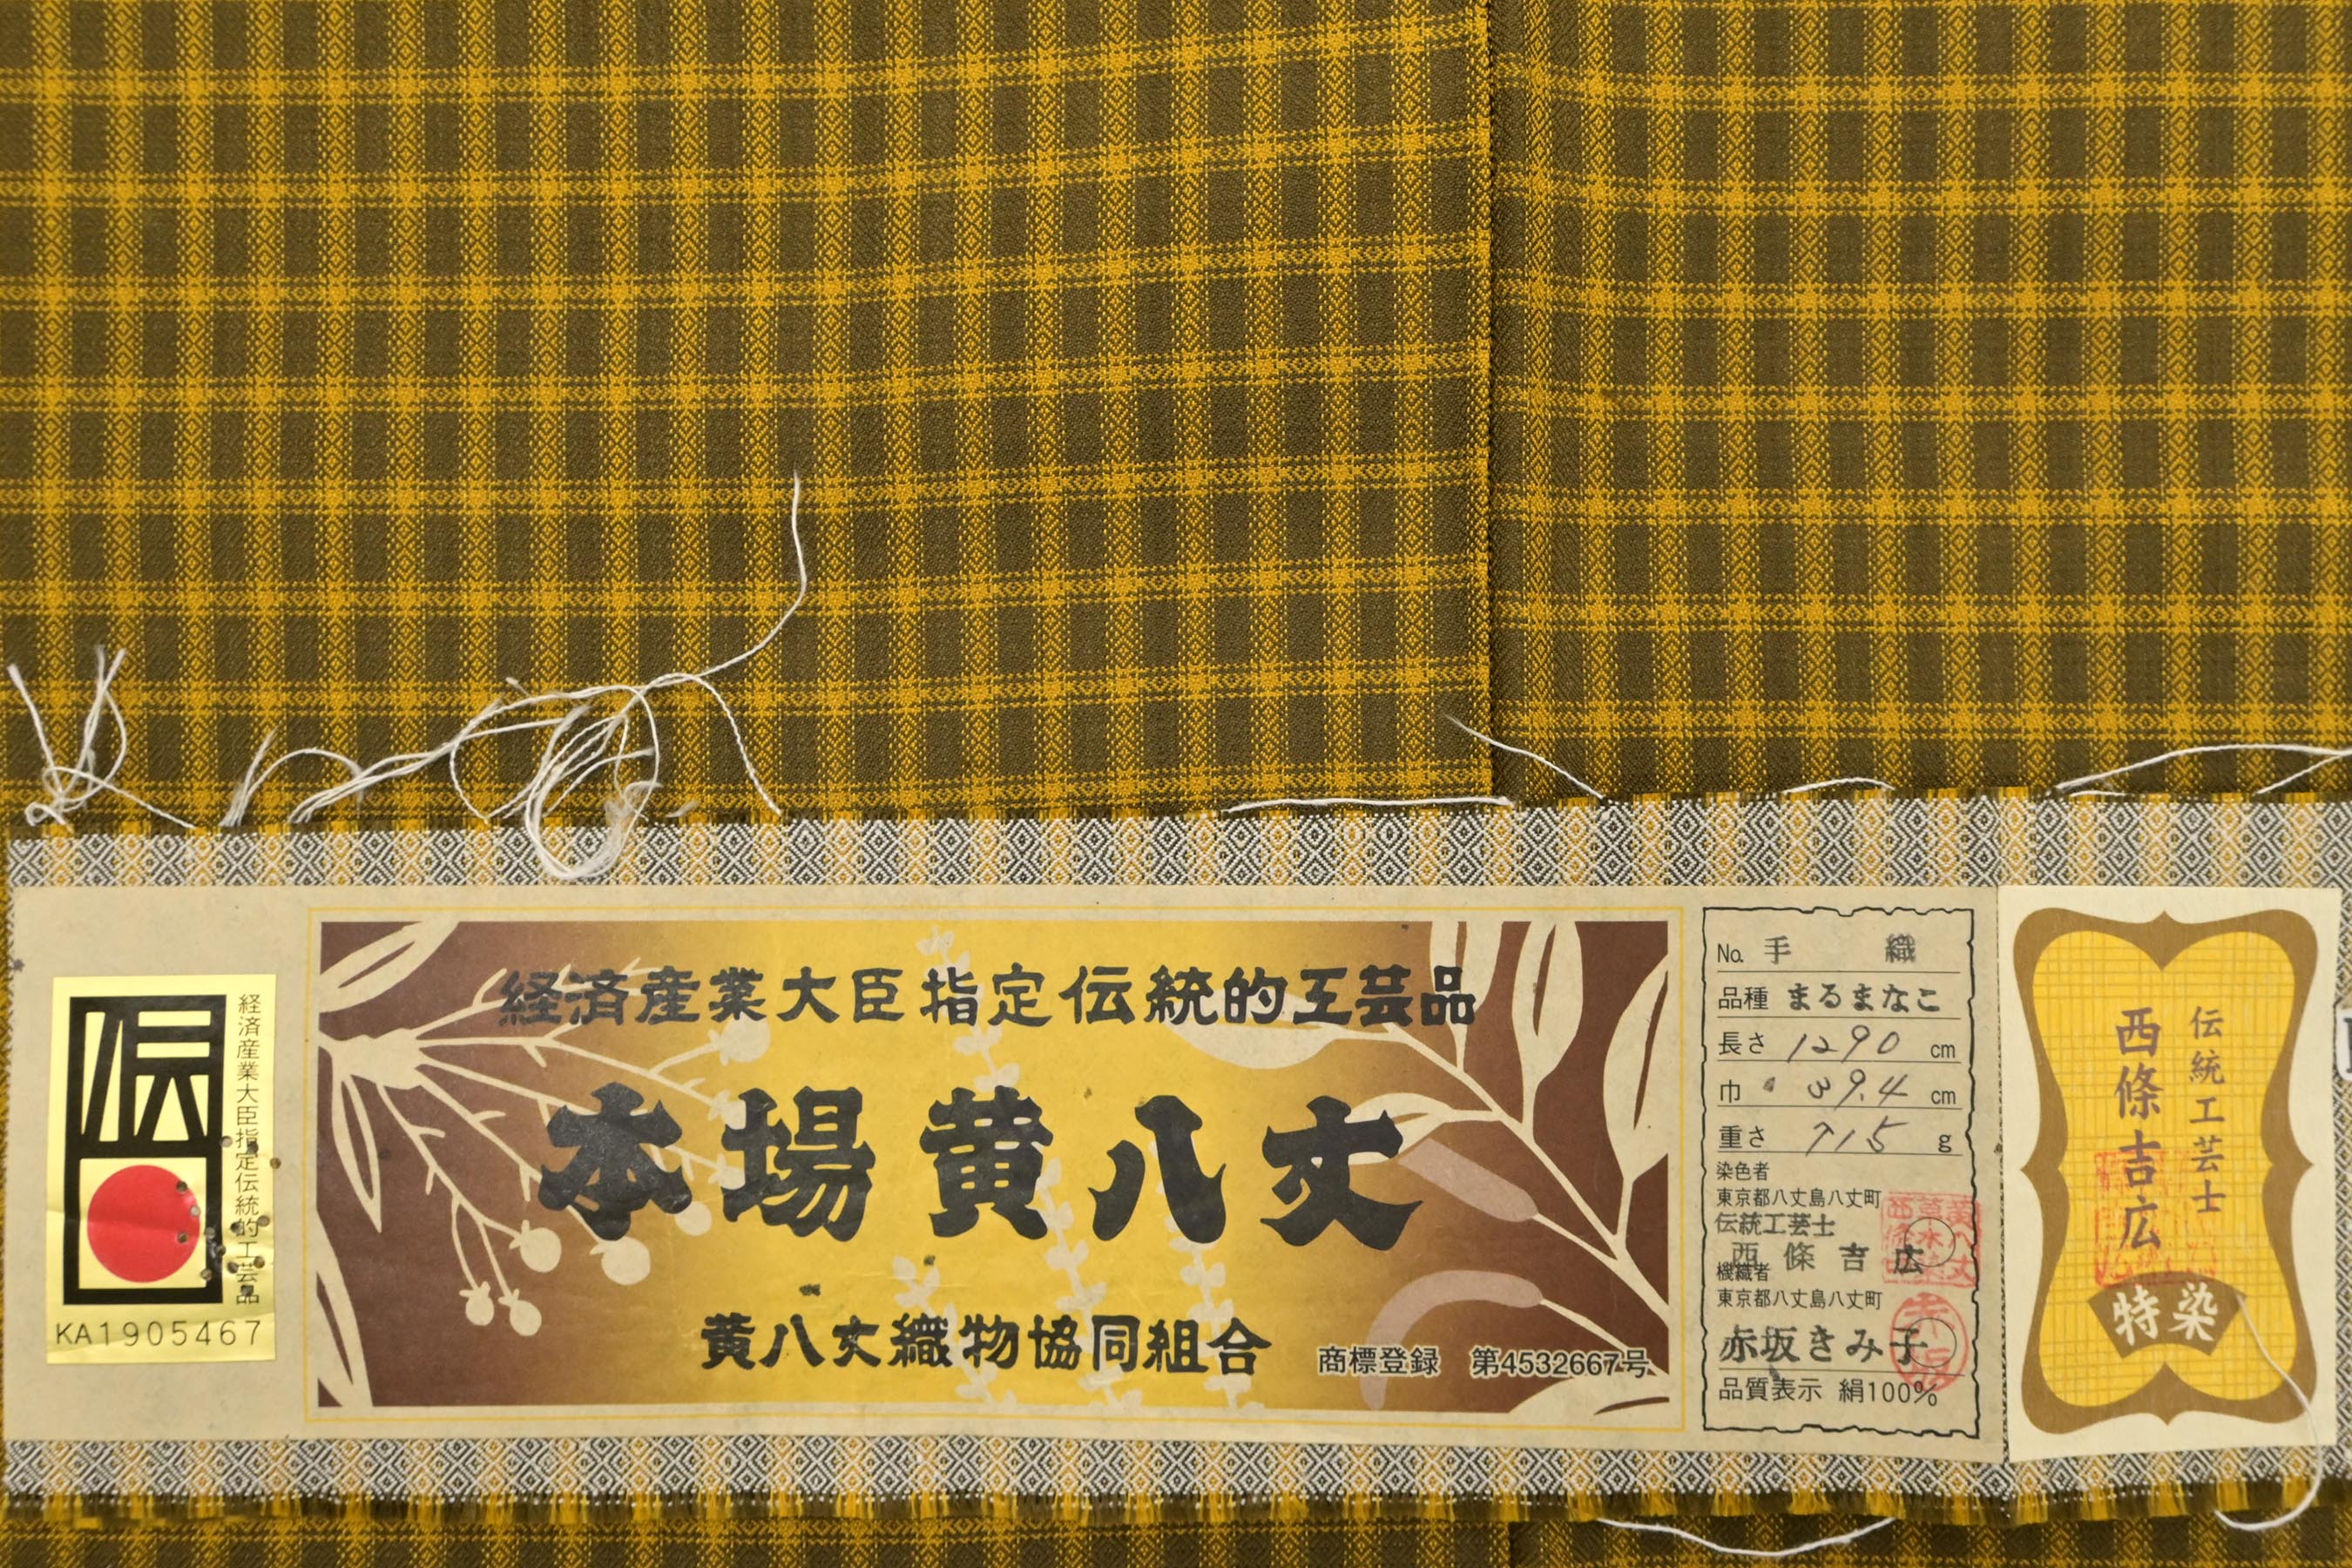 伝
経済産業大臣指定伝統的工芸品
KA1905467
経済産業大臣指定伝統的工芸品
本場黄八丈
黄八丈織物協同組合
商標登録 第4532667号
No. 手 織
品種 まるまなこ
長さ 1290 cm
巾 39.4 cm
重さ 715 g
染色者
東京都八丈島八丈町
伝統工芸士
西條吉広
機織者
東京都八丈島八丈町
赤坂きみ子
品質表示 絹100%
伝統工芸士
西條吉広
特染